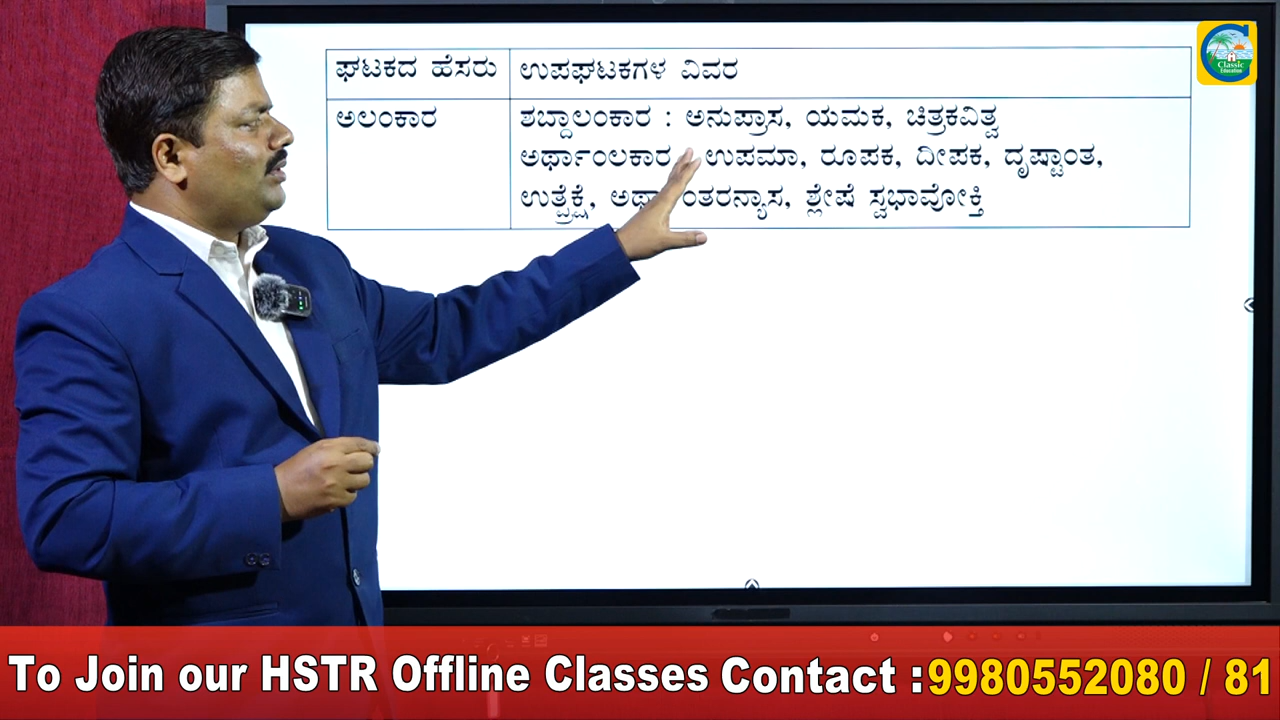 ಘಟಕದ ಹೆಸರು ಉಪಘಟಕಗಳ ವಿವರ
ಅಲಂಕಾರ ಶಬ್ದಾಲಂಕಾರ : ಅನುಪ್ರಾಸ, ಯಮಕ, ಚಿತ್ರಕವಿತ್ವ
ಅರ್ಥಾಂಲಕಾರ ಉಪಮಾ, ರೂಪಕ, ದೀಪಕ, ದೃಷ್ಟಾಂತ,
ಉತ್ಪ್ರೇಕ್ಷೆ, ಶ್ಲೇಷೆ ಸ್ವಭಾವೋಕ್ತಿ
Classic
Education
To Join our HSTR Offline Classes Contact :9980552080 / 81